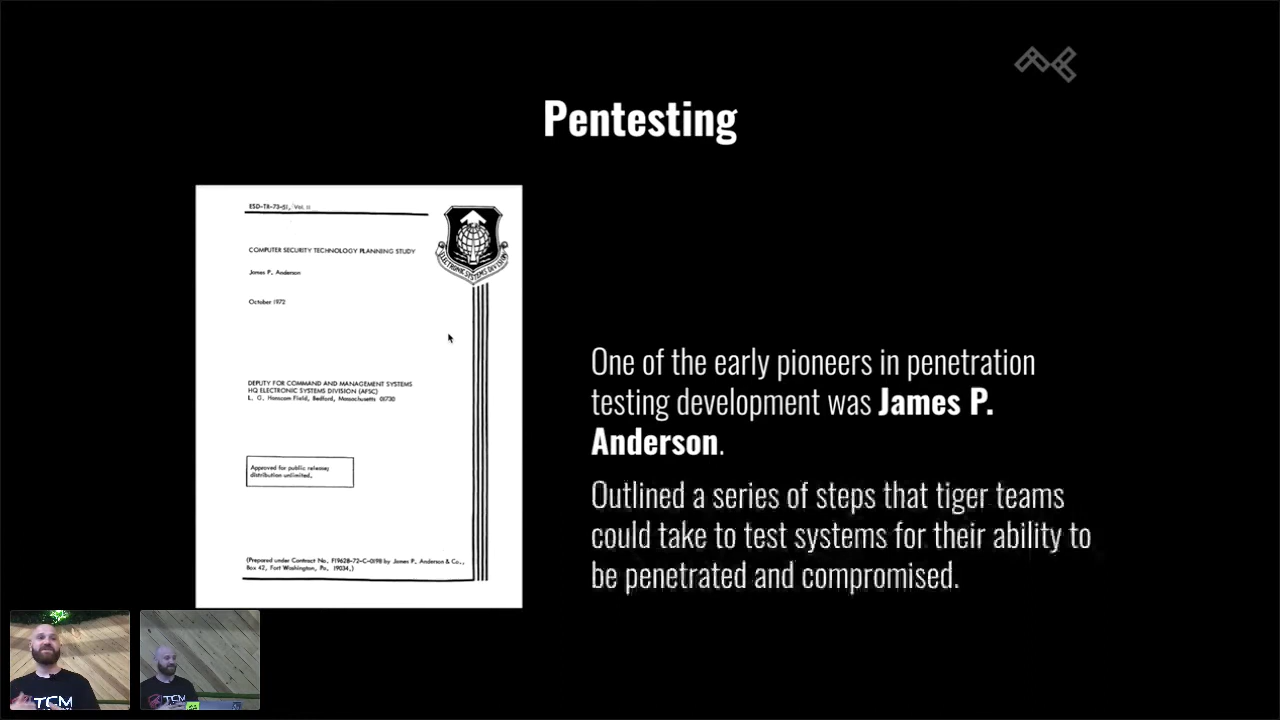 Pentesting
ESD-TR-73-51, Vol. II
COMPUTER SECURITY TECHNOLOGY PLANNING STUDY
James P. Anderson
October 1972
ELECTRONIC SYSTEMS DIVISION
DEPUTY FOR COMMAND AND MANAGEMENT SYSTEMS
HQ ELECTRONIC SYSTEMS DIVISION (AFSC)
L. G. Hanscom Field, Bedford, Massachusetts 01730
Approved for public release;
distribution unlimited.
(Prepared under Contract No. F19628-72-C-0198 by James P. Anderson & Co.,
Box 42, Fort Washington, Pa. 19034.)
One of the early pioneers in penetration
testing development was James P.
Anderson.
Outlined a series of steps that tiger teams
could take to test systems for their ability to
be penetrated and compromised.
TCM
TCM